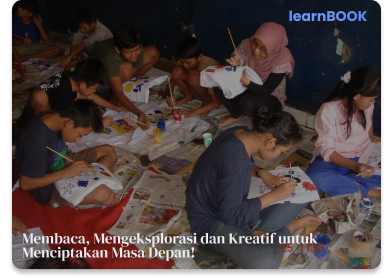 learnBOOK
Membaca, Mengeksplorasi dan Kreatif untuk
Menciptakan Masa Depan!